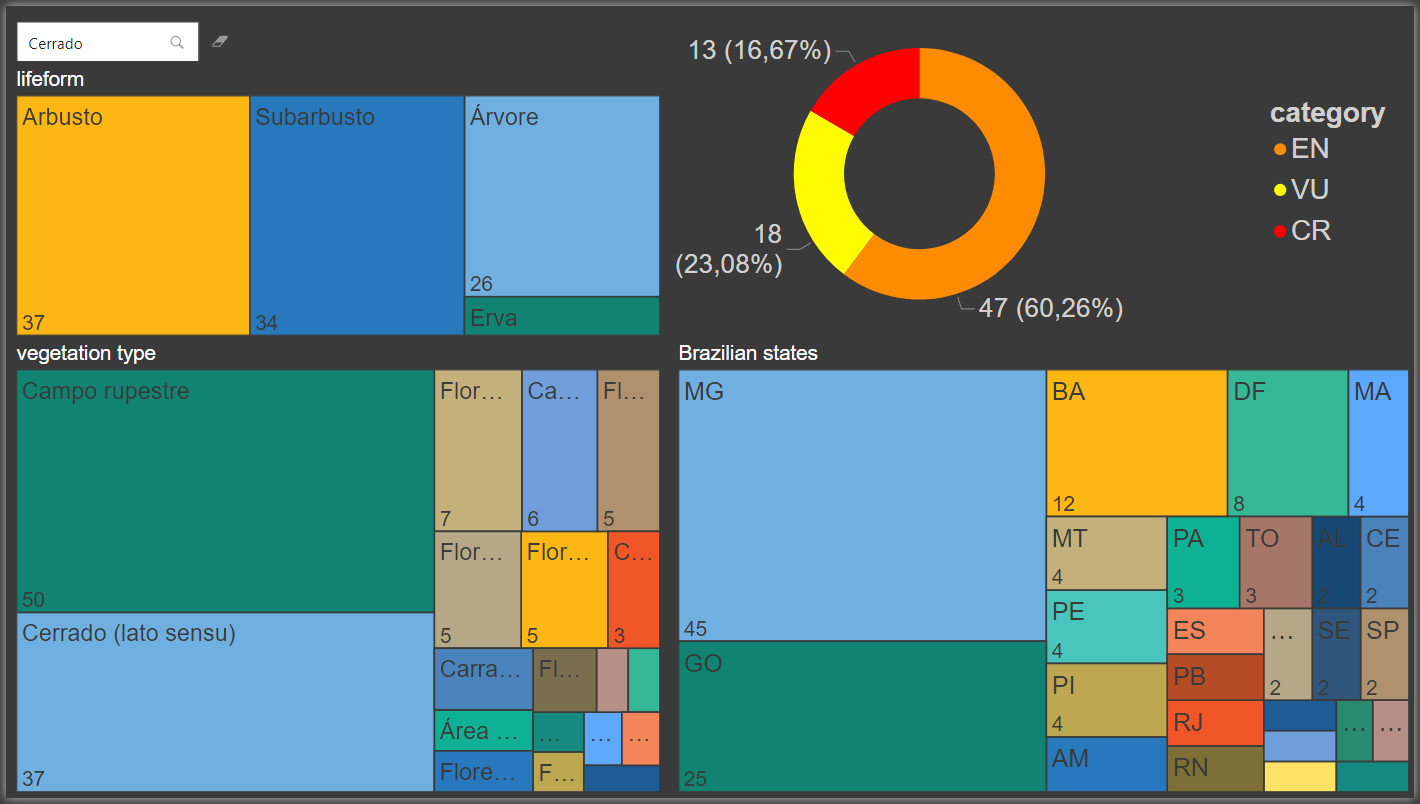 Cerrado
lifeform
Arbusto
37
Subarbusto
34
Árvore
26
Erva
13 (16,67%)
18
(23,08%)
47 (60,26%)
category
EN
VU
CR
vegetation type
Campo rupestre
50
Cerrado (lato sensu)
37
Flor...
7
Ca...
6
Fl...
5
Flor...
5
Flor...
5
C...
3
Carra...
Fl...
Área ...
...
...
...
Flore...
F...
Brazilian states
MG
45
GO
25
BA
12
DF
8
MA
4
MT
4
PE
4
PI
4
AM
PA
3
TO
3
AL
2
CE
2
ES
PB
RJ
RN
...
2
SE
2
SP
2
...
...